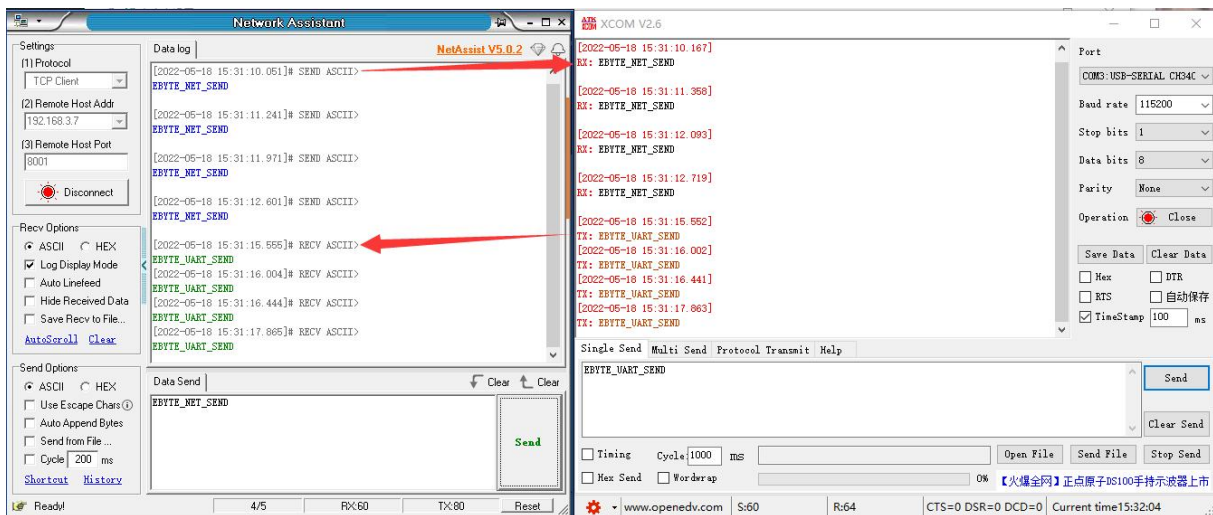 Network Assistant
Settings
(1) Protocol
TCP Client
(2) Remote Host Addr
192.168.3.7
(3) Remote Host Port
8001
Disconnect
Recv Options
ASCII HEX
Log Display Mode
Auto Linefeed
Hide Received Data
Save Recv to File...
AutoScroll Clear
Send Options
ASCII HEX
Use Escape Chars
Auto Append Bytes
Send from File ...
Cycle 200 ms
Shortcut History
Data log
NetAssist V5.0.2
[2022-05-18 15:31:10.051]# SEND ASCII>
EBYTE_NET_SEND
[2022-05-18 15:31:11.241]# SEND ASCII>
EBYTE_NET_SEND
[2022-05-18 15:31:11.971]# SEND ASCII>
EBYTE_NET_SEND
[2022-05-18 15:31:12.601]# SEND ASCII>
EBYTE_NET_SEND
[2022-05-18 15:31:15.555]# RECV ASCII>
EBYTE_UART_SEND
[2022-05-18 15:31:16.004]# RECV ASCII>
EBYTE_UART_SEND
[2022-05-18 15:31:16.444]# RECV ASCII>
EBYTE_UART_SEND
[2022-05-18 15:31:17.865]# RECV ASCII>
EBYTE_UART_SEND
Data Send
Clear Clear
EBYTE_NET_SEND
Send
Ready!
4/5
RX:60
TX:80
Reset
ATK
XCOM V2.6
[2022-05-18 15:31:10.167]
RX: EBYTE_NET_SEND
[2022-05-18 15:31:11.358]
RX: EBYTE_NET_SEND
[2022-05-18 15:31:12.093]
RX: EBYTE_NET_SEND
[2022-05-18 15:31:12.719]
RX: EBYTE_NET_SEND
[2022-05-18 15:31:15.552]
TX: EBYTE_UART_SEND
[2022-05-18 15:31:16.002]
TX: EBYTE_UART_SEND
[2022-05-18 15:31:16.441]
TX: EBYTE_UART_SEND
[2022-05-18 15:31:17.863]
TX: EBYTE_UART_SEND
Port
COM3:USB-SERIAL CH34C
Baud rate 115200
Stop bits 1
Data bits 8
Parity None
Operation Close
Save Data Clear Data
Hex DTR
RTS 自动保存
TimeStamp 100 ms
Single Send Multi Send Protocol Transmit Help
EBYTE_UART_SEND
Send
Clear Send
Timing Cycle: 1000 ms
Open File Send File Stop Send
Hex Send Wordwrap
0%
【火爆全网】正点原子DS100手持示波器上市
www.openedv.com
S:60
R:64
CTS=0 DSR=0 DCD=0
Current time15:32:04